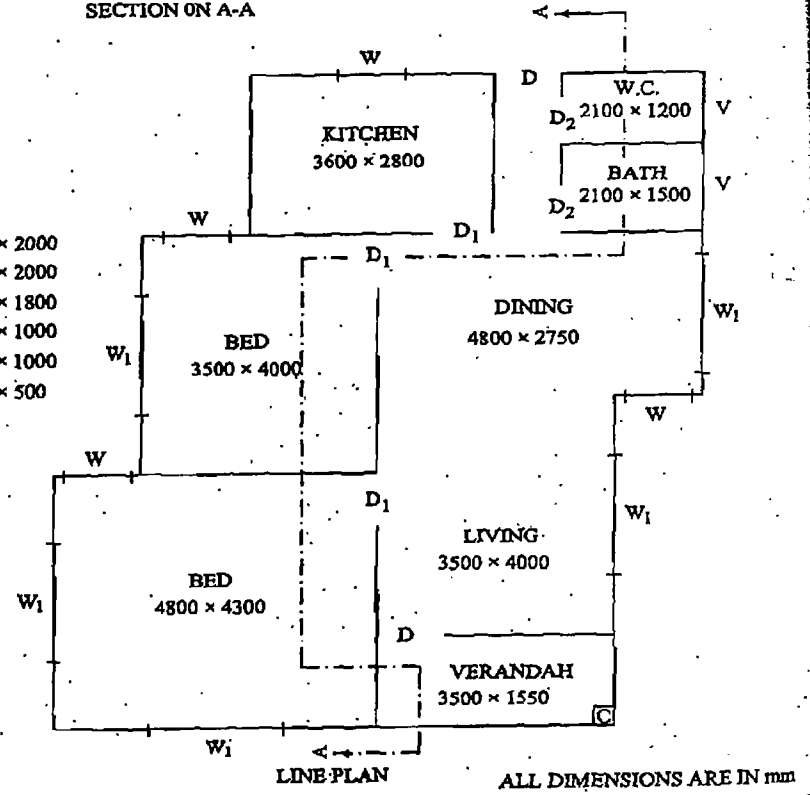 SECTION ON A-A
A
W
D
W.C.
2100 × 1200
V
D2
KITCHEN
3600 × 2800
BATH
2100 × 1500
V
D2
W
D1
× 2000
D1
× 2000
× 1800
DINING
4800 × 2750
W1
× 1000
W1
BED
3500 × 4000
× 1000
× 500
W
W
D1
W1
LIVING
3500 × 4000
BED
4800 × 4300
W1
D
VERANDAH
3500 × 1550
C
W1
A
LINE PLAN
ALL DIMENSIONS ARE IN mm